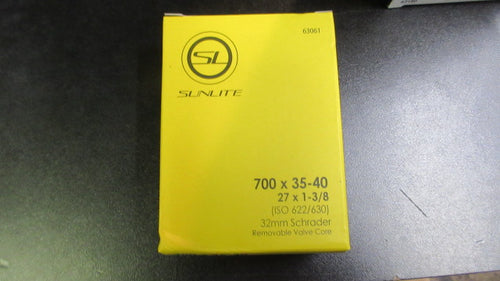 63061
SL
SUNLITE
700 x 35-40
27 x 1-3/8
(ISO 622/630)
32mm Schrader
Removable Valve Core